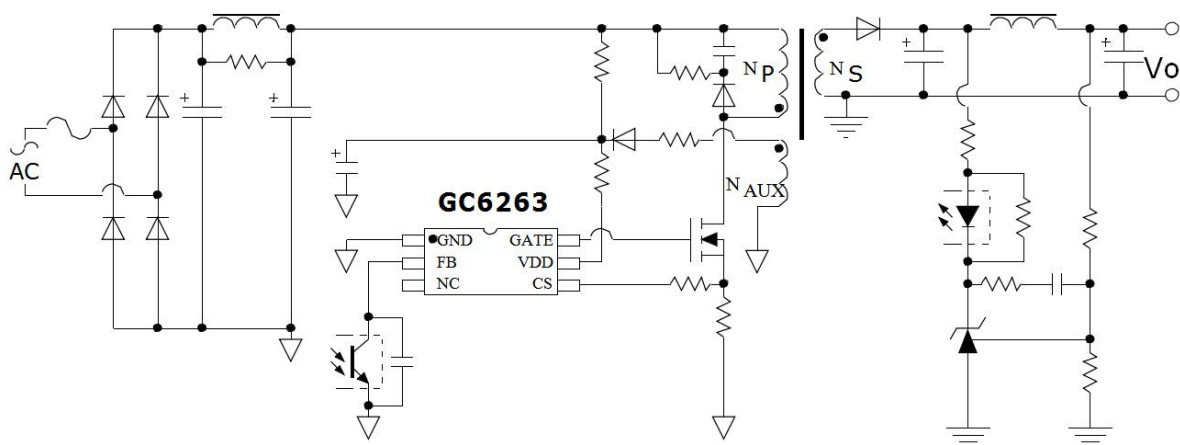 NP
NS
Vo
AC
NAUX
GC6263
GND
GATE
FB
VDD
NC
CS
+
+
+
+
+